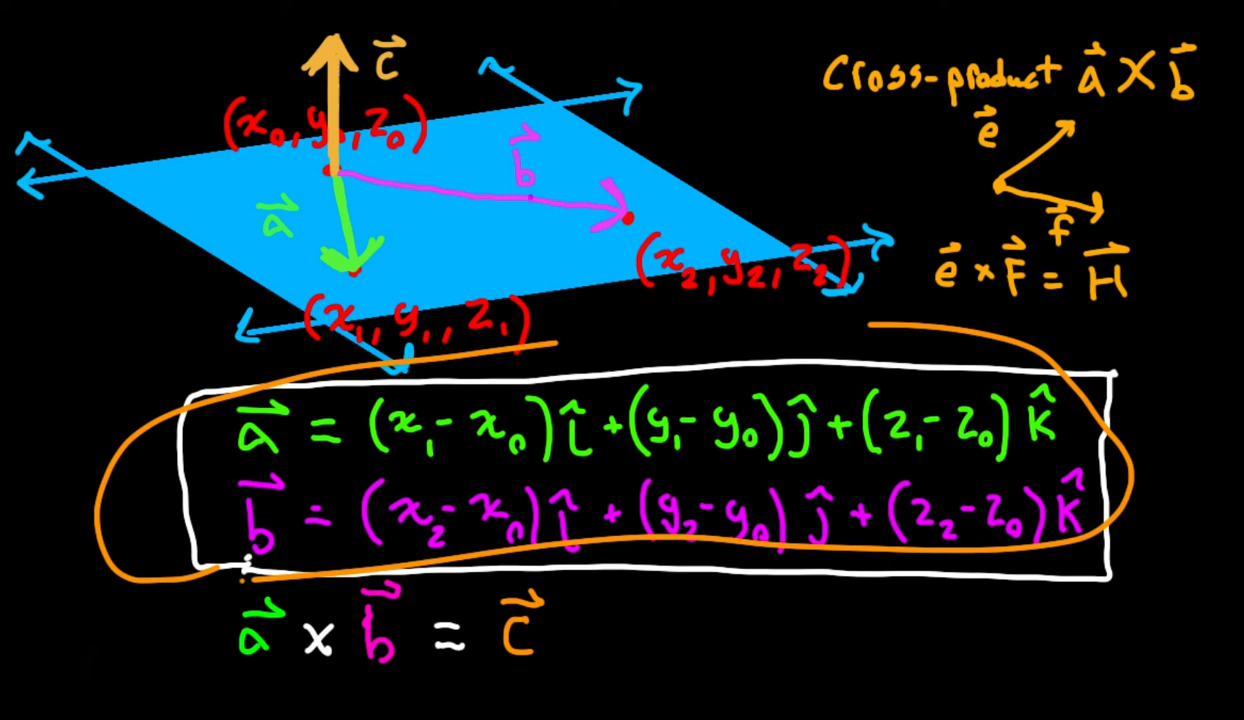 c⃗
Cross-product a⃗ × b⃗
(x₀, y₀, z₀)
e⃗
b⃗
a⃗
f⃗
(x₂, y₂, z₂)
e⃗ × F⃗ = H⃗
(x₁, y₁, z₁)
a⃗ = (x₁ - x₀) î + (y₁ - y₀) ĵ + (z₁ - z₀) k̂
b⃗ = (x₂ - x₀) î + (y₂ - y₀) ĵ + (z₂ - z₀) k̂
a⃗ × b⃗ = c⃗